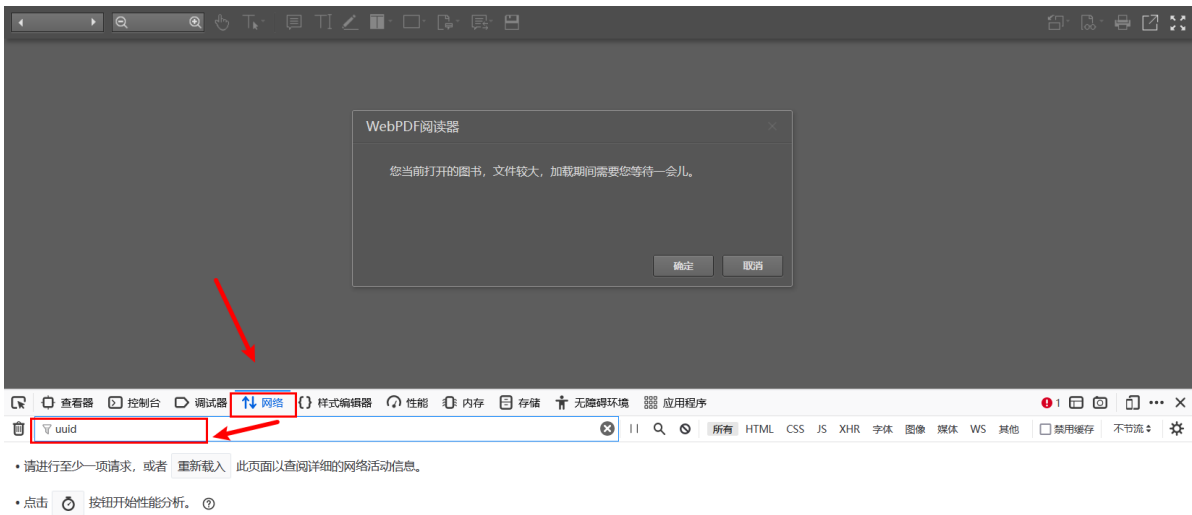 WebPDF阅读器
您当前打开的图书，文件较大，加载期间需要您等待一会儿。
确定 取消
查看器 控制台 调试器 网络 样式编辑器 性能 内存 存储 无障碍环境 应用程序 1
uuid 所有 HTML CSS JS XHR 字体 图像 媒体 WS 其他 禁用缓存 不节流
• 请进行至少一项请求，或者 重新载入 此页面以查阅详细的网络活动信息。
• 点击 按钮开始性能分析。